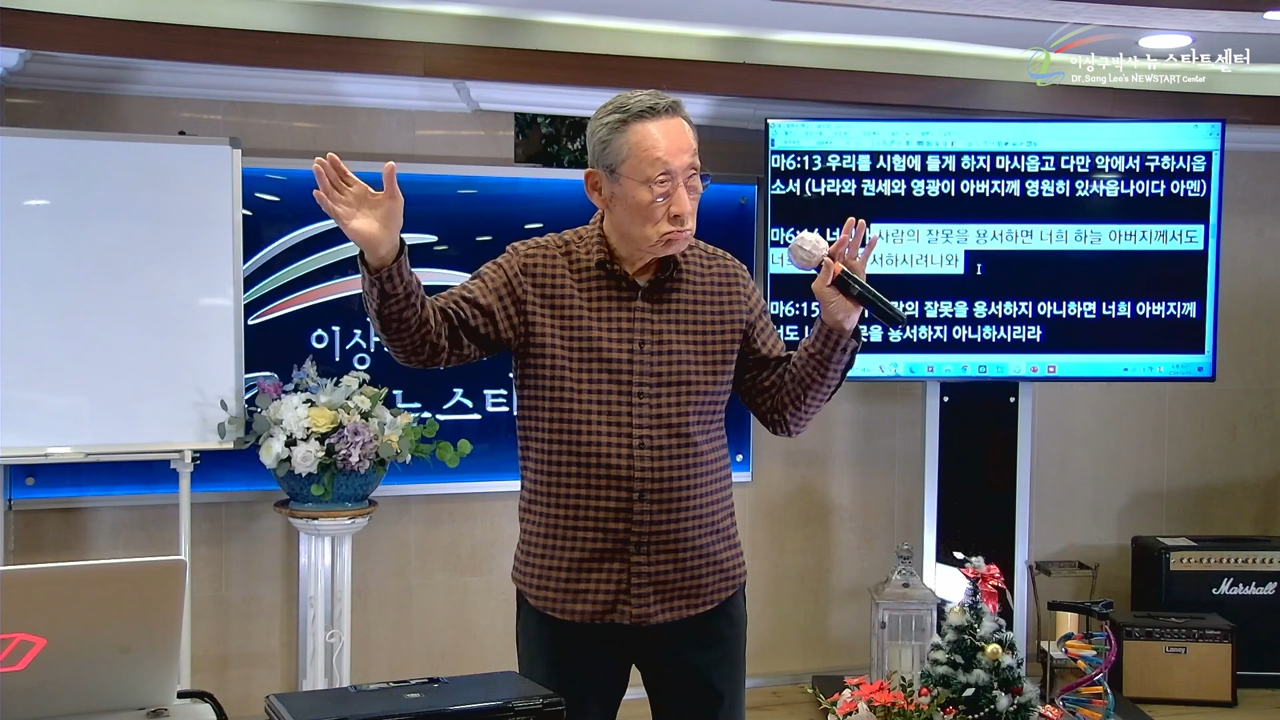 이상구박사 뉴스타트센터
Dr. Sang Lee's NEWSTART Center
마6:13 우리를 시험에 들게 하지 마시옵고 다만 악에서 구하시옵
소서 (나라와 권세와 영광이 아버지께 영원히 있사옵나이다 아멘)
사람의 잘못을 용서하면 너희 하늘 아버지께서도
서하시려니와
마6:15 의 잘못을 용서하지 아니하면 너희 아버지께
용서하지 아니하시리라
이상
뉴스타
Marshall
Laney